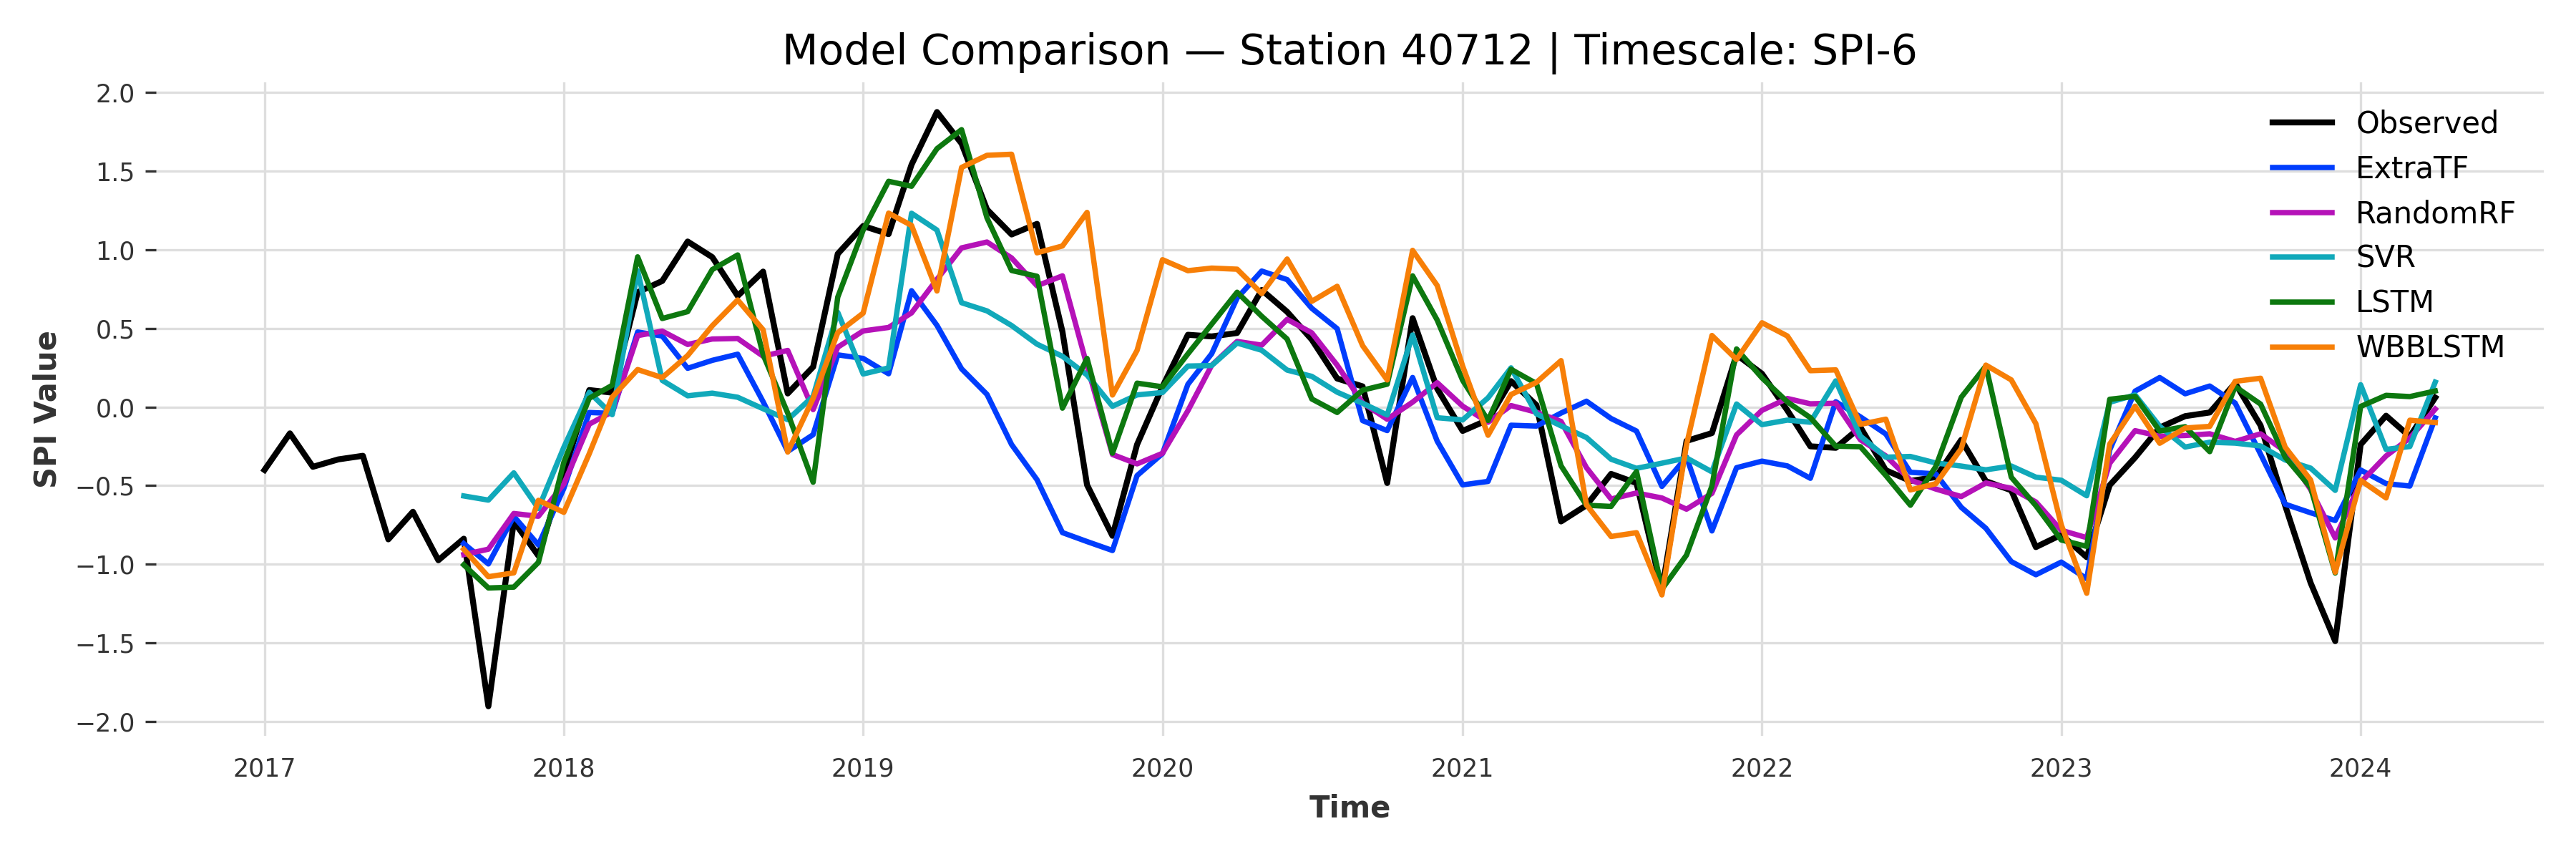 Model Comparison — Station 40712 | Timescale: SPI-6
SPI Value
2.0
1.5
1.0
0.5
0.0
−0.5
−1.0
−1.5
−2.0
Observed
ExtraTF
RandomRF
SVR
LSTM
WBBLSTM
2017 2018 2019 2020 2021 2022 2023 2024
Time